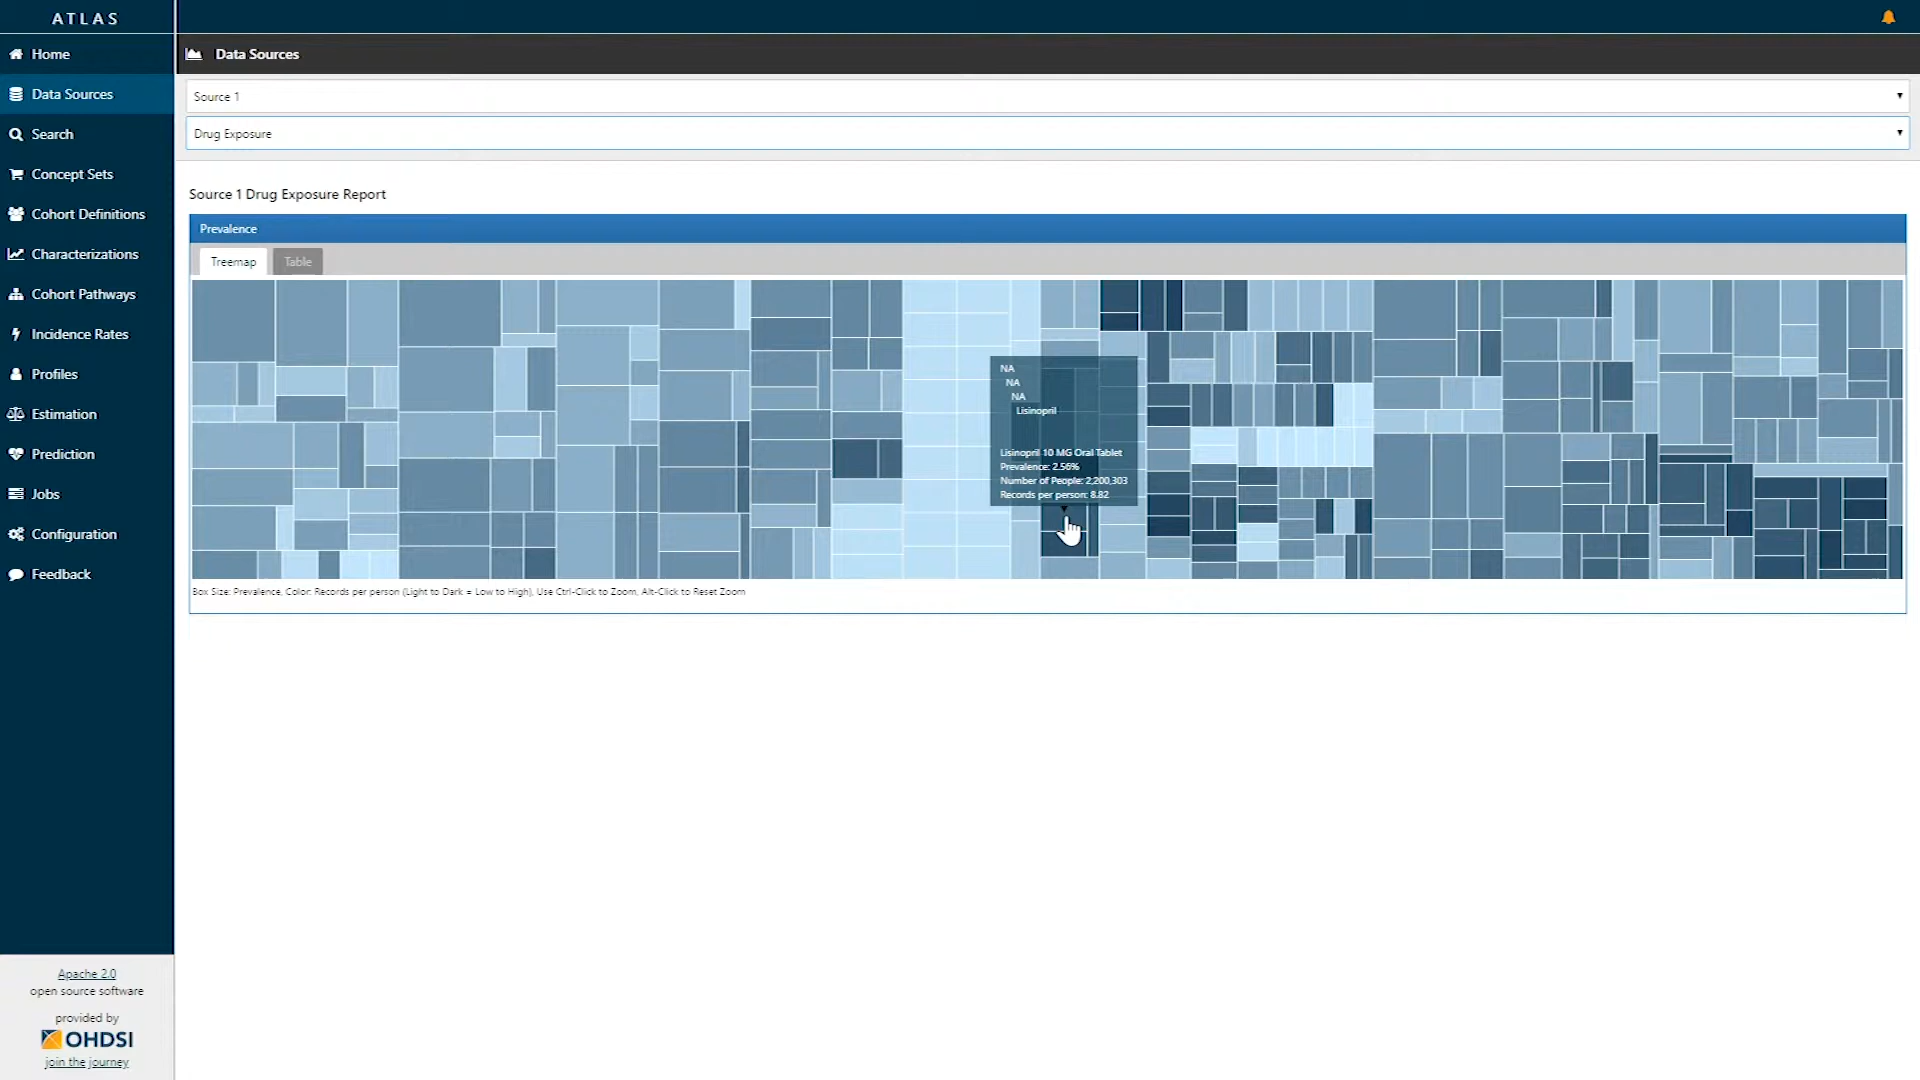 ATLAS
Home
Data Sources
Search
Concept Sets
Cohort Definitions
Characterizations
Cohort Pathways
Incidence Rates
Profiles
Estimation
Prediction
Jobs
Configuration
Feedback
Apache 2.0
open source software
provided by
OHDSI
join the journey
Data Sources
Source 1
Drug Exposure
Source 1 Drug Exposure Report
Prevalence
Treemap Table
NA
NA
NA
Lisinopril
Lisinopril 10 MG Oral Tablet
Prevalence: 2.56%
Number of People: 2,200,303
Records per person: 8.82
Box Size: Prevalence, Color: Records per person (Light to Dark = Low to High), Use Ctrl-Click to Zoom, Alt-Click to Reset Zoom